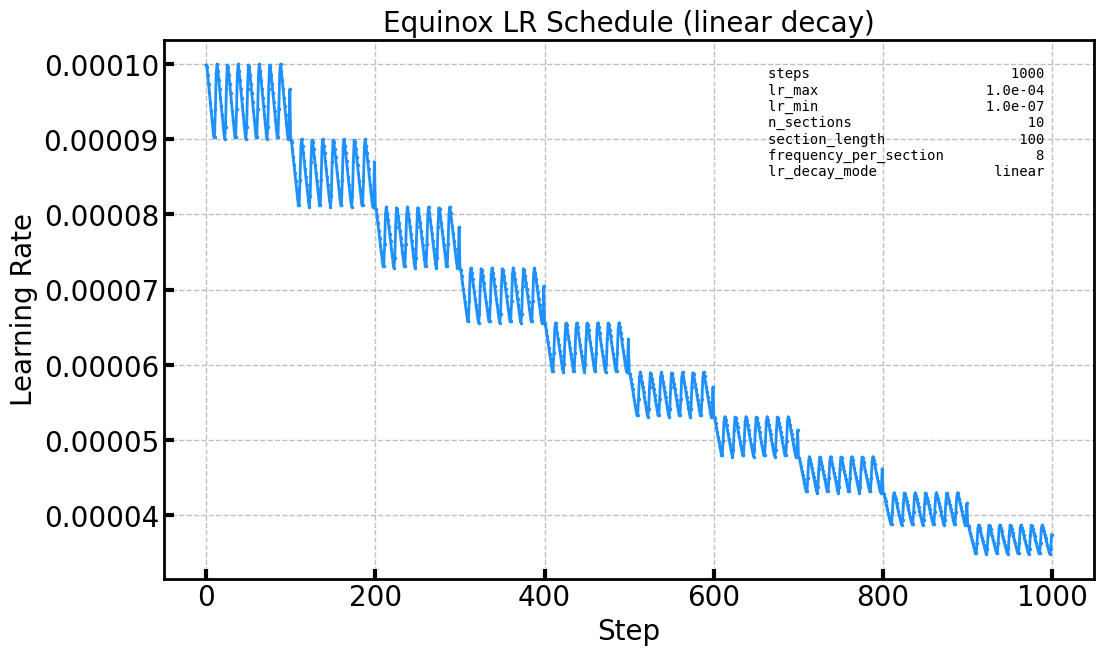 Equinox LR Schedule (linear decay)
0.00010
0.00009
0.00008
0.00007
0.00006
0.00005
0.00004
Learning Rate
steps 1000
lr_max 1.0e-04
lr_min 1.0e-07
n_sections 10
section_length 100
frequency_per_section 8
lr_decay_mode linear
0 200 400 600 800 1000
Step